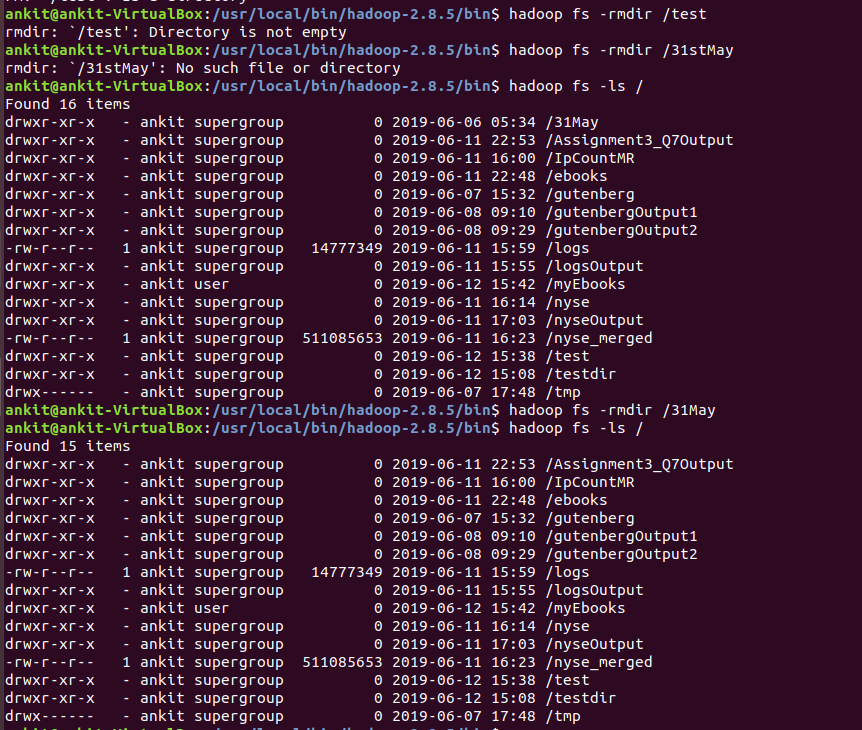 ankit@ankit-VirtualBox:/usr/local/bin/hadoop-2.8.5/bin$ hadoop fs -rmdir /test
rmdir: `/test': Directory is not empty
ankit@ankit-VirtualBox:/usr/local/bin/hadoop-2.8.5/bin$ hadoop fs -rmdir /31stMay
rmdir: `/31stMay': No such file or directory
ankit@ankit-VirtualBox:/usr/local/bin/hadoop-2.8.5/bin$ hadoop fs -ls /
Found 16 items
drwxr-xr-x   - ankit supergroup          0 2019-06-06 05:34 /31May
drwxr-xr-x   - ankit supergroup          0 2019-06-11 22:53 /Assignment3_Q7Output
drwxr-xr-x   - ankit supergroup          0 2019-06-11 16:00 /IpCountMR
drwxr-xr-x   - ankit supergroup          0 2019-06-11 22:48 /ebooks
drwxr-xr-x   - ankit supergroup          0 2019-06-07 15:32 /gutenberg
drwxr-xr-x   - ankit supergroup          0 2019-06-08 09:10 /gutenbergOutput1
drwxr-xr-x   - ankit supergroup          0 2019-06-08 09:29 /gutenbergOutput2
-rw-r--r--   1 ankit supergroup   14777349 2019-06-11 15:59 /logs
drwxr-xr-x   - ankit supergroup          0 2019-06-11 15:55 /logsOutput
drwxr-xr-x   - ankit user                0 2019-06-12 15:42 /myEbooks
drwxr-xr-x   - ankit supergroup          0 2019-06-11 16:14 /nyse
drwxr-xr-x   - ankit supergroup          0 2019-06-11 17:03 /nyseOutput
-rw-r--r--   1 ankit supergroup  511085653 2019-06-11 16:23 /nyse_merged
drwxr-xr-x   - ankit supergroup          0 2019-06-12 15:38 /test
drwxr-xr-x   - ankit supergroup          0 2019-06-12 15:08 /testdir
drwx------   - ankit supergroup          0 2019-06-07 17:48 /tmp
ankit@ankit-VirtualBox:/usr/local/bin/hadoop-2.8.5/bin$ hadoop fs -rmdir /31May
ankit@ankit-VirtualBox:/usr/local/bin/hadoop-2.8.5/bin$ hadoop fs -ls /
Found 15 items
drwxr-xr-x   - ankit supergroup          0 2019-06-11 22:53 /Assignment3_Q7Output
drwxr-xr-x   - ankit supergroup          0 2019-06-11 16:00 /IpCountMR
drwxr-xr-x   - ankit supergroup          0 2019-06-11 22:48 /ebooks
drwxr-xr-x   - ankit supergroup          0 2019-06-07 15:32 /gutenberg
drwxr-xr-x   - ankit supergroup          0 2019-06-08 09:10 /gutenbergOutput1
drwxr-xr-x   - ankit supergroup          0 2019-06-08 09:29 /gutenbergOutput2
-rw-r--r--   1 ankit supergroup   14777349 2019-06-11 15:59 /logs
drwxr-xr-x   - ankit supergroup          0 2019-06-11 15:55 /logsOutput
drwxr-xr-x   - ankit user                0 2019-06-12 15:42 /myEbooks
drwxr-xr-x   - ankit supergroup          0 2019-06-11 16:14 /nyse
drwxr-xr-x   - ankit supergroup          0 2019-06-11 17:03 /nyseOutput
-rw-r--r--   1 ankit supergroup  511085653 2019-06-11 16:23 /nyse_merged
drwxr-xr-x   - ankit supergroup          0 2019-06-12 15:38 /test
drwxr-xr-x   - ankit supergroup          0 2019-06-12 15:08 /testdir
drwx------   - ankit supergroup          0 2019-06-07 17:48 /tmp